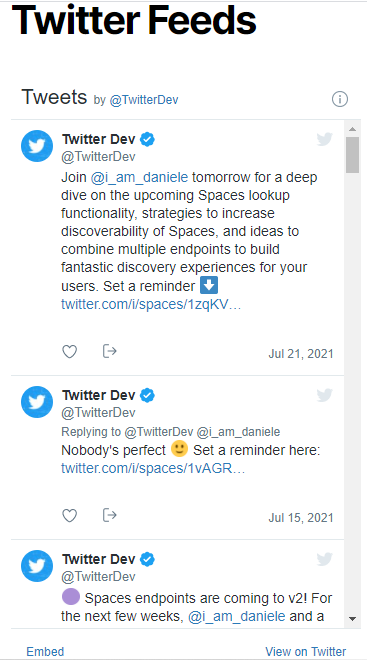 Twitter Feeds
Tweets by @TwitterDev
Twitter Dev
@TwitterDev
Join @i_am_daniele tomorrow for a deep
dive on the upcoming Spaces lookup
functionality, strategies to increase
discoverability of Spaces, and ideas to
combine multiple endpoints to build
fantastic discovery experiences for your
users. Set a reminder ⬇️
twitter.com/i/spaces/1zqKV…
Jul 21, 2021
Twitter Dev
@TwitterDev
Replying to @TwitterDev @i_am_daniele
Nobody's perfect 🙂 Set a reminder here:
twitter.com/i/spaces/1vAGR…
Jul 15, 2021
Twitter Dev
@TwitterDev
🟣 Spaces endpoints are coming to v2! For
the next few weeks, @i_am_daniele and a
Embed View on Twitter